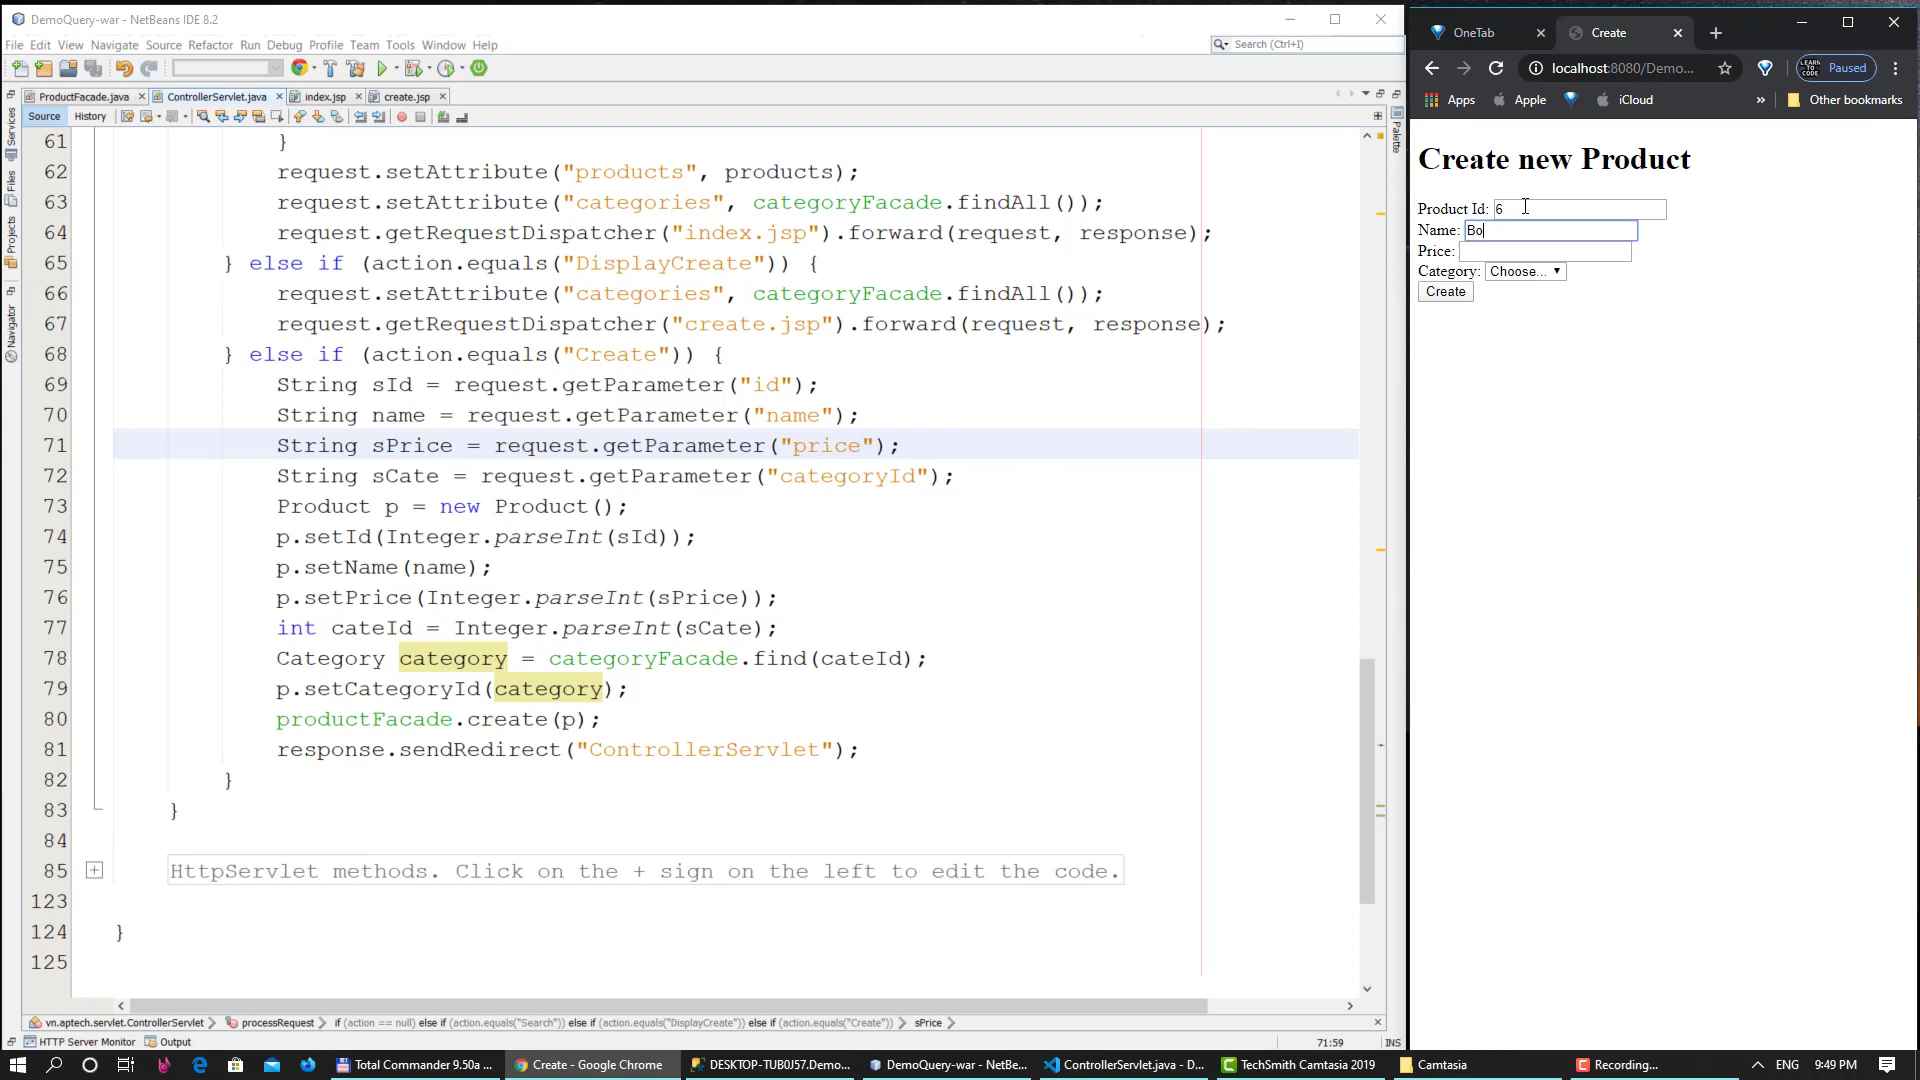 DemoQuery-war - NetBeans IDE 8.2
File Edit View Navigate Source Refactor Run Debug Profile Team Tools Window Help
Search (Ctrl+I)
ProductFacade.java ControllerServlet.java index.jsp create.jsp
Source History
Services
Files
Projects
Navigator
Palette
61 }
62 request.setAttribute("products", products);
63 request.setAttribute("categories", categoryFacade.findAll());
64 request.getRequestDispatcher("index.jsp").forward(request, response);
65 } else if (action.equals("DisplayCreate")) {
66 request.setAttribute("categories", categoryFacade.findAll());
67 request.getRequestDispatcher("create.jsp").forward(request, response);
68 } else if (action.equals("Create")) {
69 String sId = request.getParameter("id");
70 String name = request.getParameter("name");
71 String sPrice = request.getParameter("price");
72 String sCate = request.getParameter("categoryId");
73 Product p = new Product();
74 p.setId(Integer.parseInt(sId));
75 p.setName(name);
76 p.setPrice(Integer.parseInt(sPrice));
77 int cateId = Integer.parseInt(sCate);
78 Category category = categoryFacade.find(cateId);
79 p.setCategoryId(category);
80 productFacade.create(p);
81 response.sendRedirect("ControllerServlet");
82 }
83 }
84
85 HttpServlet methods. Click on the + sign on the left to edit the code.
123
124 }
125
vn.aptech.servlet.ControllerServlet processRequest if (action == null) else if (action.equals("Search")) else if (action.equals("DisplayCreate")) else if (action.equals("Create")) sPrice
HTTP Server Monitor Output
71:59 INS
OneTab Create
localhost:8080/Demo... LEARN TO CODE Paused
Apps Apple iCloud » Other bookmarks
Create new Product
Product Id: 6
Name: Bo
Price:
Category: Choose...
Create
Total Commander 9.50a ... Create - Google Chrome DESKTOP-TUB0J57.Demo... DemoQuery-war - NetBe... ControllerServlet.java - D... TechSmith Camtasia 2019 Camtasia Recording... ENG 9:49 PM